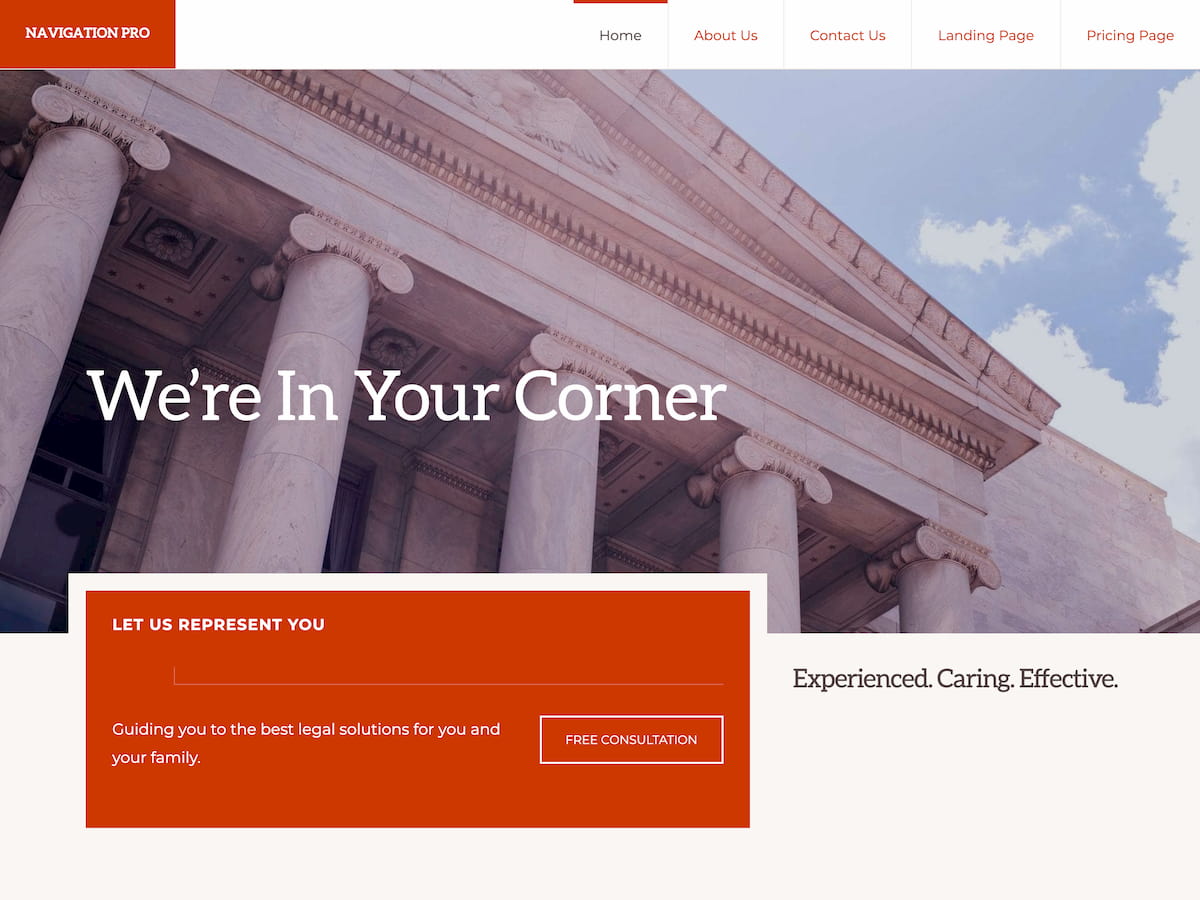 NAVIGATION PRO
Home
About Us
Contact Us
Landing Page
Pricing Page
We’re In Your Corner
LET US REPRESENT YOU
Guiding you to the best legal solutions for you and
your family.
FREE CONSULTATION
Experienced. Caring. Effective.